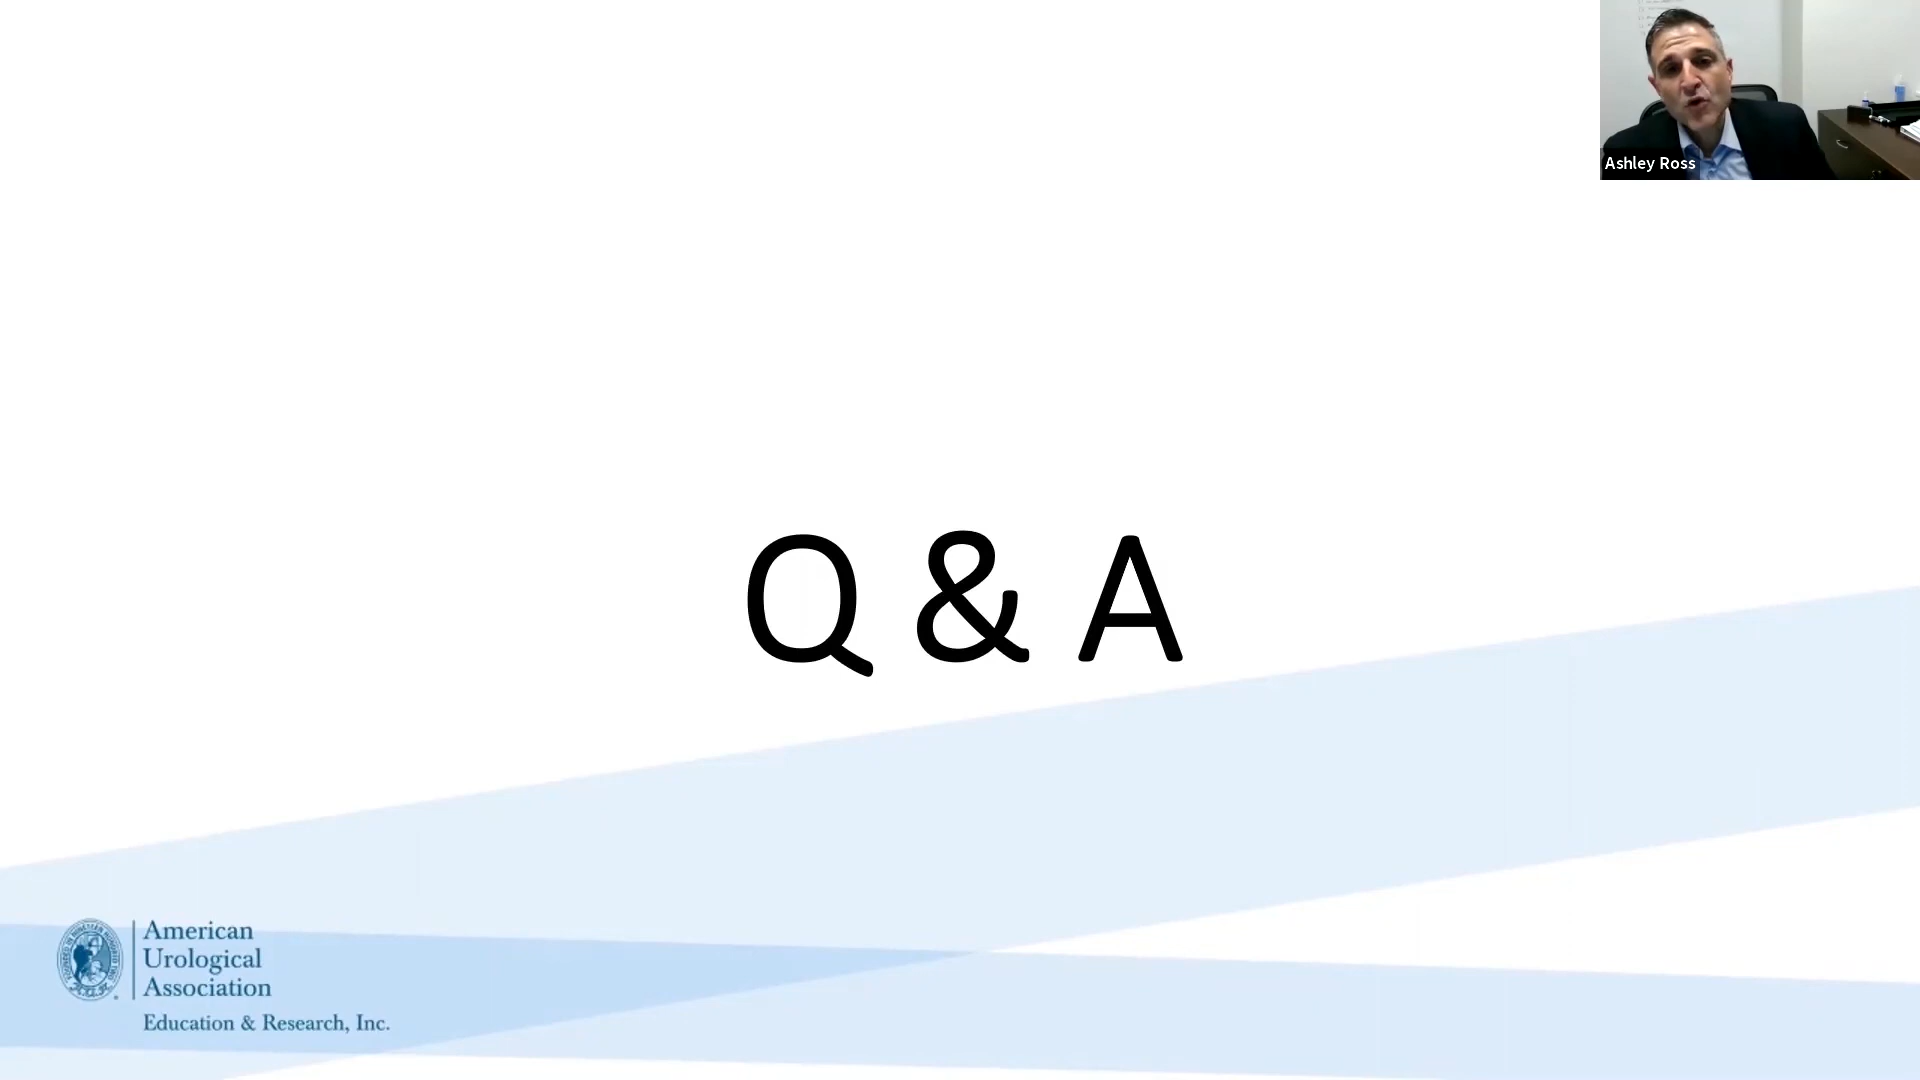 Ashley Ross
Q & A
American
Urological
Association
Education & Research, Inc.